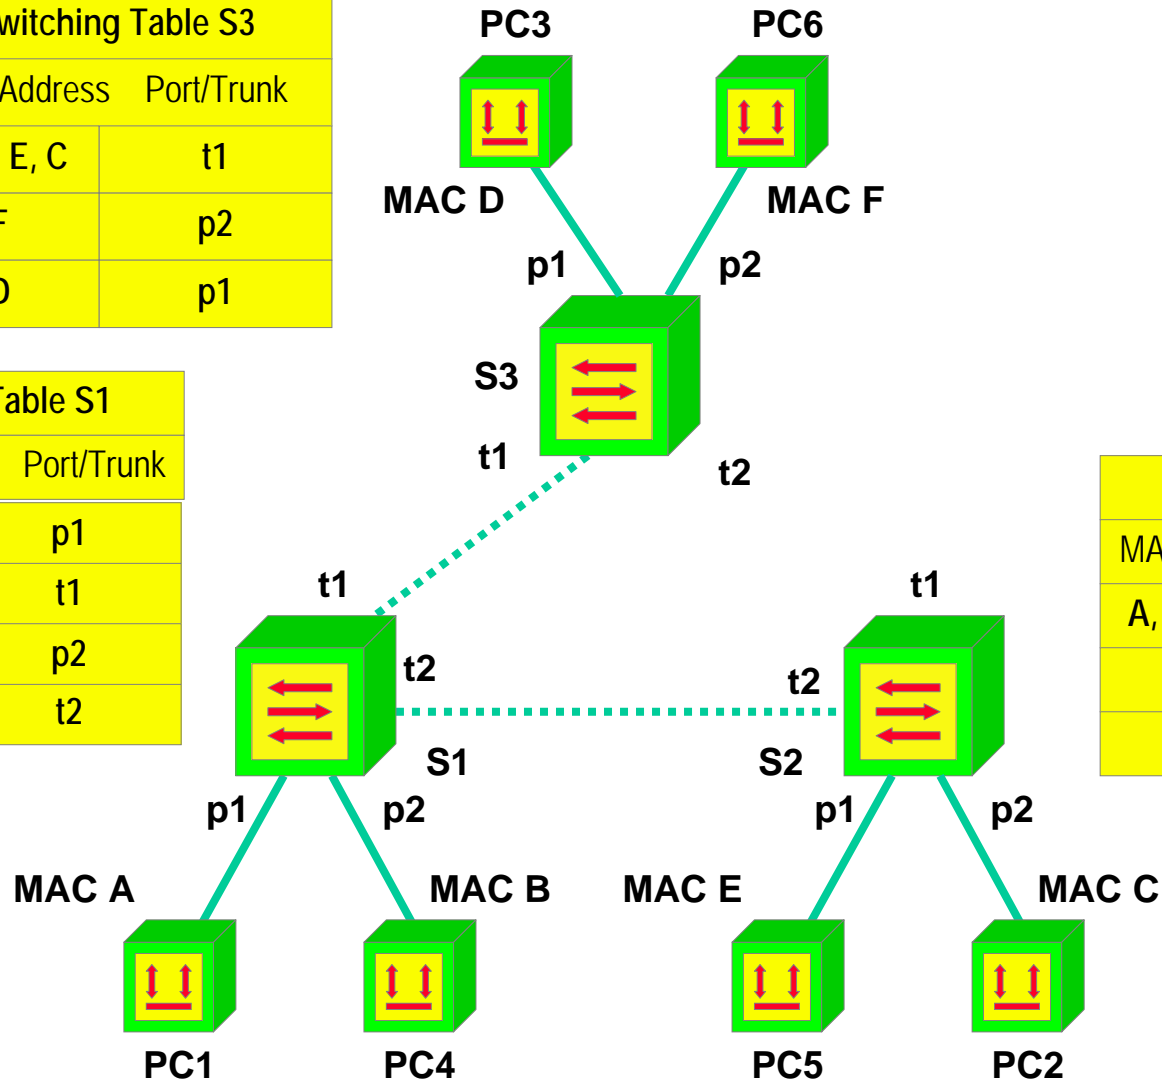 witching Table S3
Address Port/Trunk
E, C t1
F p2
D p1
PC3 PC6
MAC D MAC F
p1 p2
S3
t1 t2
Table S1
Port/Trunk
p1
t1
p2
t2
MA
A,
t1 t1
t2 t2
S1 S2
p1 p2 p1 p2
MAC A MAC B MAC E MAC C
PC1 PC4 PC5 PC2